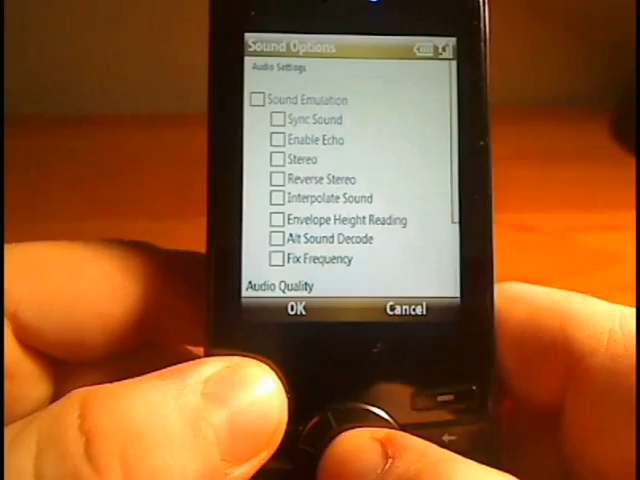 Sound Options
Audio Settings
Sound Emulation
Sync Sound
Enable Echo
Stereo
Reverse Stereo
Interpolate Sound
Envelope Height Reading
Alt Sound Decode
Fix Frequency
Audio Quality
OK Cancel